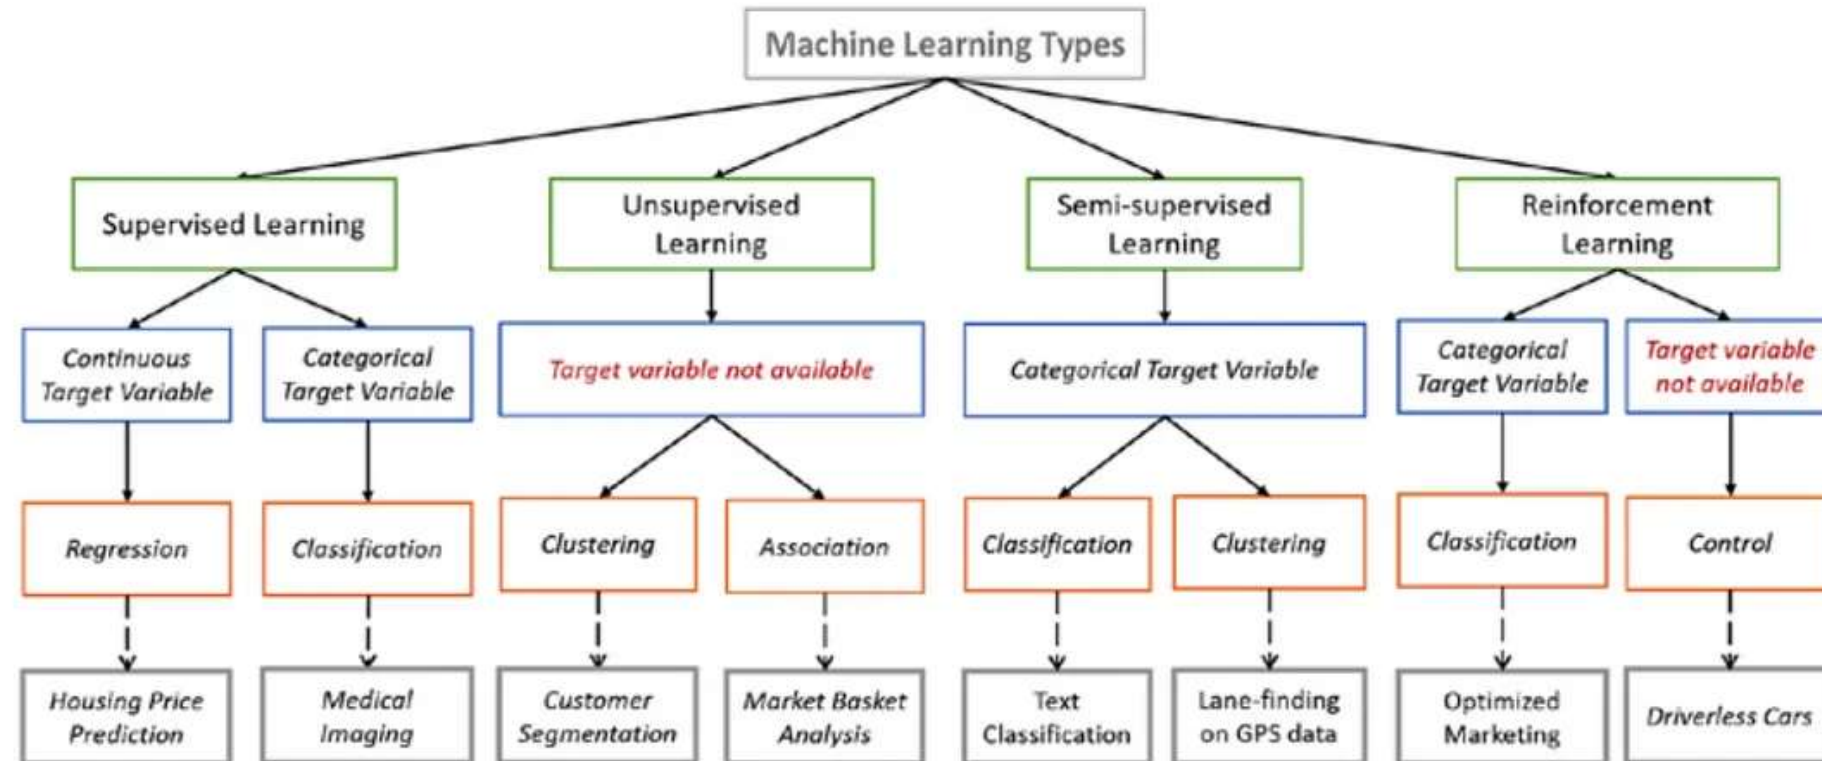 Machine Learning Types
Supervised Learning
Unsupervised
Learning
Semi-supervised
Learning
Reinforcement
Learning
Continuous
Target Variable
Categorical
Target Variable
Target variable not available
Categorical Target Variable
Categorical
Target Variable
Target variable
not available
Regression
Classification
Clustering
Association
Classification
Clustering
Classification
Control
Housing Price
Prediction
Medical
Imaging
Customer
Segmentation
Market Basket
Analysis
Text
Classification
Lane-finding
on GPS data
Optimized
Marketing
Driverless Cars